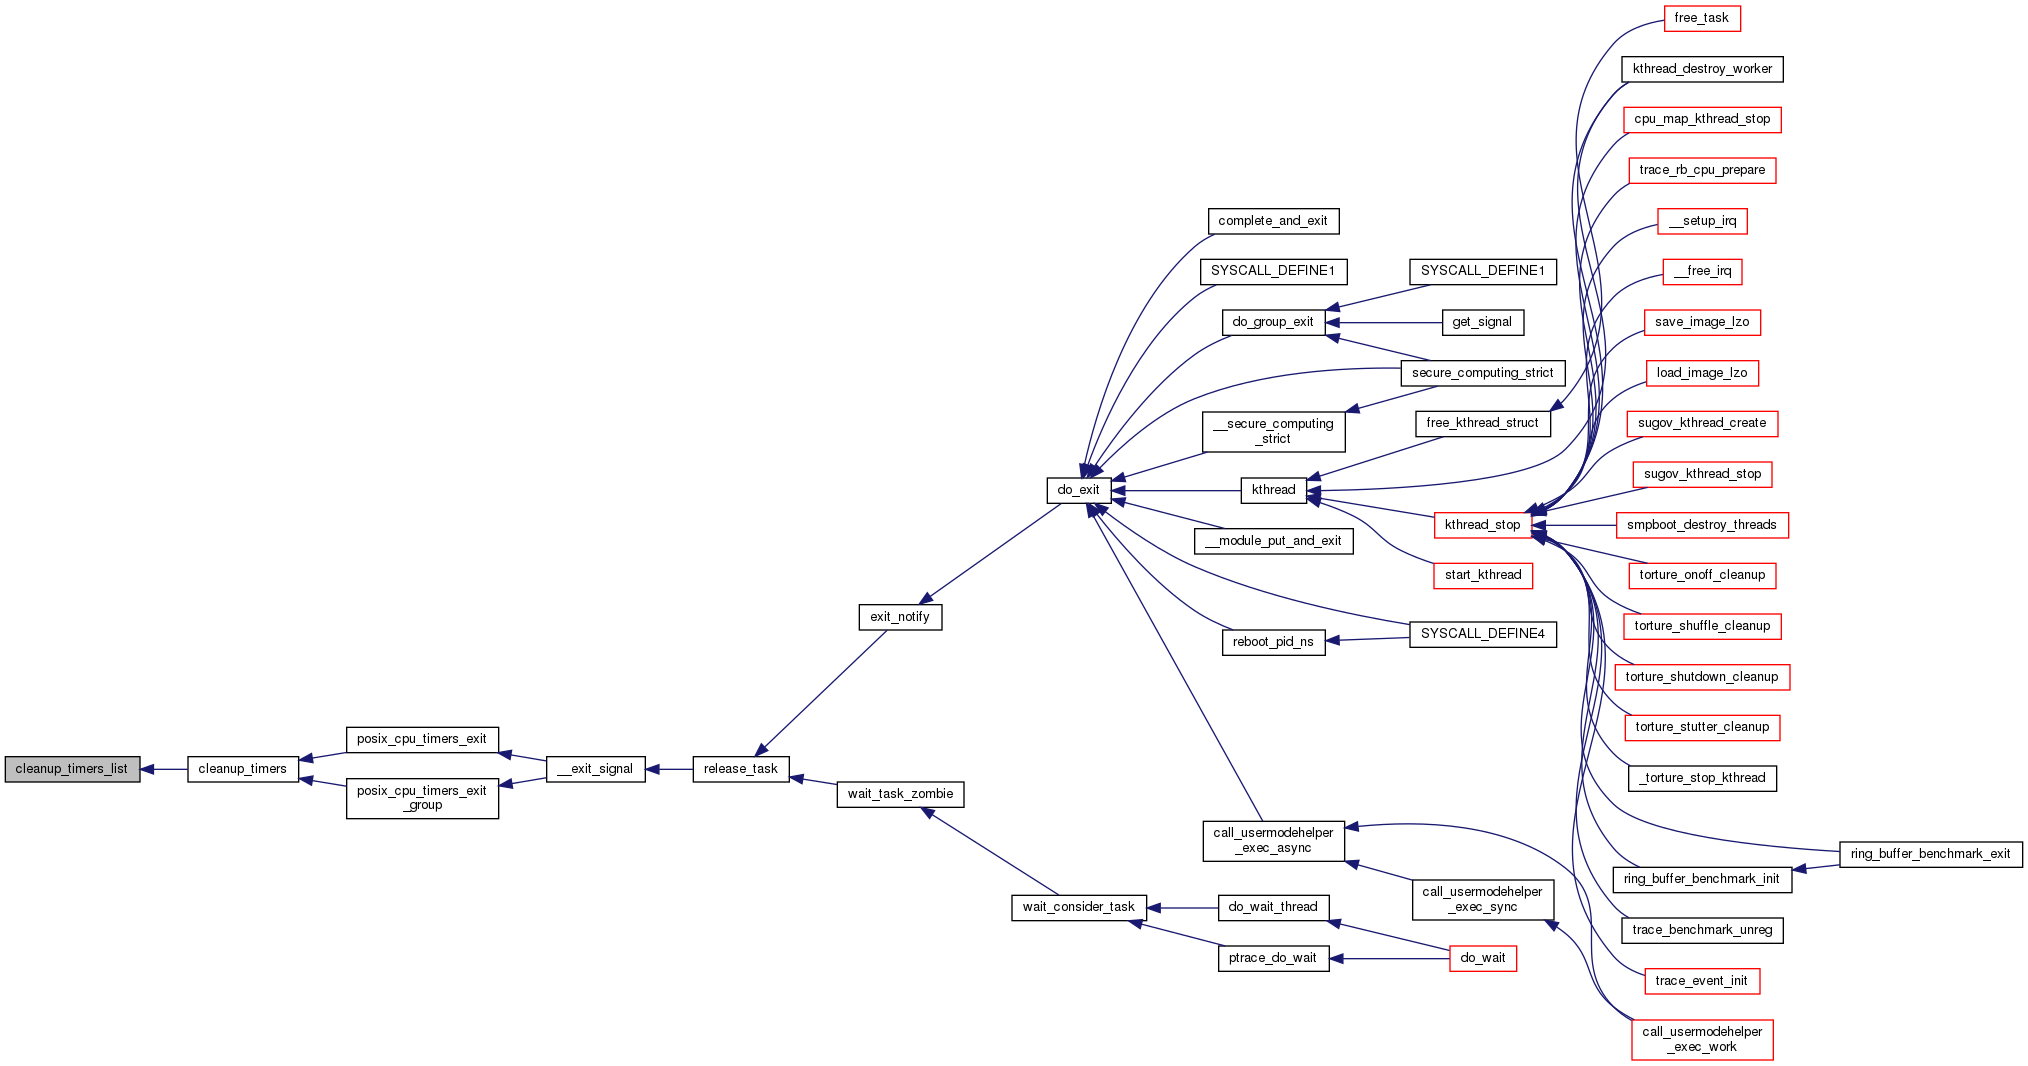 cleanup_timers_list
cleanup_timers
posix_cpu_timers_exit
posix_cpu_timers_exit
_group
__exit_signal
release_task
exit_notify
wait_task_zombie
do_exit
wait_consider_task
complete_and_exit
SYSCALL_DEFINE1
do_group_exit
__secure_computing
_strict
kthread
__module_put_and_exit
reboot_pid_ns
call_usermodehelper
_exec_async
do_wait_thread
ptrace_do_wait
SYSCALL_DEFINE1
get_signal
secure_computing_strict
free_kthread_struct
kthread_stop
start_kthread
SYSCALL_DEFINE4
call_usermodehelper
_exec_sync
do_wait
free_task
kthread_destroy_worker
cpu_map_kthread_stop
trace_rb_cpu_prepare
__setup_irq
__free_irq
save_image_lzo
load_image_lzo
sugov_kthread_create
sugov_kthread_stop
smpboot_destroy_threads
torture_onoff_cleanup
torture_shuffle_cleanup
torture_shutdown_cleanup
torture_stutter_cleanup
_torture_stop_kthread
ring_buffer_benchmark_exit
ring_buffer_benchmark_init
trace_benchmark_unreg
trace_event_init
call_usermodehelper
_exec_work